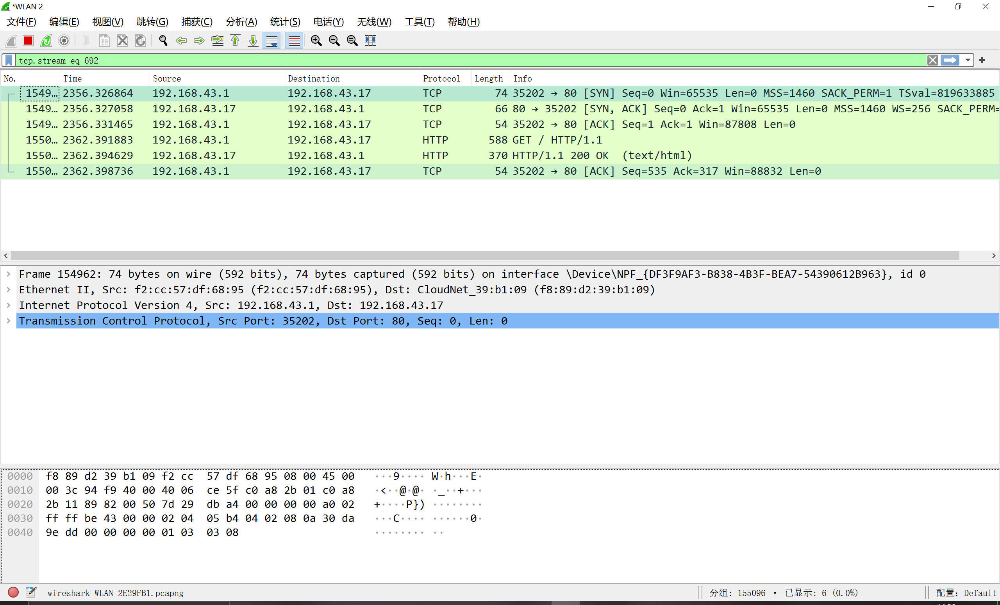 *WLAN 2
文件(F) 编辑(E) 视图(V) 跳转(G) 捕获(C) 分析(A) 统计(S) 电话(Y) 无线(W) 工具(T) 帮助(H)
tcp.stream eq 692
No. Time Source Destination Protocol Length Info
1549… 2356.326864 192.168.43.1 192.168.43.17 TCP 74 35202 → 80 [SYN] Seq=0 Win=65535 Len=0 MSS=1460 SACK_PERM=1 TSval=819633885
1549… 2356.327058 192.168.43.17 192.168.43.1 TCP 66 80 → 35202 [SYN, ACK] Seq=0 Ack=1 Win=65535 Len=0 MSS=1460 WS=256 SACK_PERM=
1549… 2356.331465 192.168.43.1 192.168.43.17 TCP 54 35202 → 80 [ACK] Seq=1 Ack=1 Win=87808 Len=0
1550… 2362.391883 192.168.43.1 192.168.43.17 HTTP 588 GET / HTTP/1.1
1550… 2362.394629 192.168.43.17 192.168.43.1 HTTP 370 HTTP/1.1 200 OK (text/html)
1550… 2362.398736 192.168.43.1 192.168.43.17 TCP 54 35202 → 80 [ACK] Seq=535 Ack=317 Win=88832 Len=0
Frame 154962: 74 bytes on wire (592 bits), 74 bytes captured (592 bits) on interface \Device\NPF_{DF3F9AF3-B838-4B3F-BEA7-54390612B963}, id 0
Ethernet II, Src: f2:cc:57:df:68:95 (f2:cc:57:df:68:95), Dst: CloudNet_39:b1:09 (f8:89:d2:39:b1:09)
Internet Protocol Version 4, Src: 192.168.43.1, Dst: 192.168.43.17
Transmission Control Protocol, Src Port: 35202, Dst Port: 80, Seq: 0, Len: 0
0000 f8 89 d2 39 b1 09 f2 cc 57 df 68 95 08 00 45 00 ···9···· W·h···E·
0010 00 3c 94 f9 40 00 40 06 ce 5f c0 a8 2b 01 c0 a8 ·<··@·@· ·_··+···
0020 2b 11 89 82 00 50 7d 29 db a4 00 00 00 00 a0 02 +····P}) ········
0030 ff ff be 43 00 00 02 04 05 b4 04 02 08 0a 30 da ···C···· ······0·
0040 9e dd 00 00 00 00 01 03 03 08 ········ ··
wireshark_WLAN 2E29FB1.pcapng 分组: 155096 · 已显示: 6 (0.0%) 配置: Default